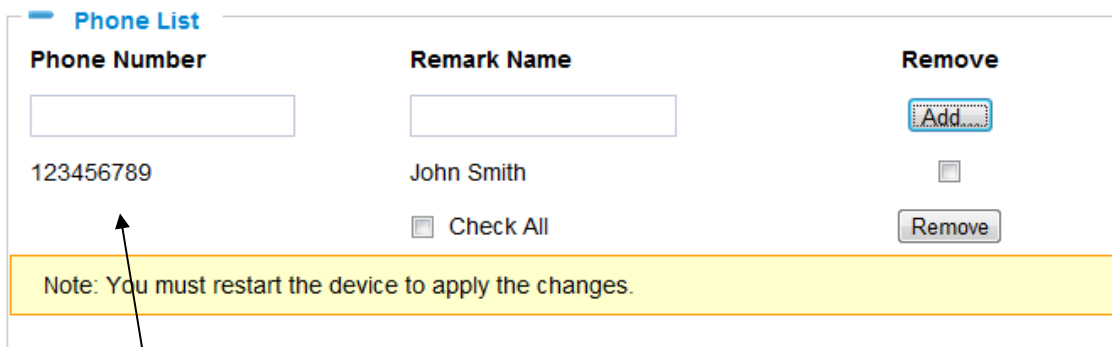 Phone List
Phone Number Remark Name Remove
Add...
123456789 John Smith
Check All Remove
Note: You must restart the device to apply the changes.